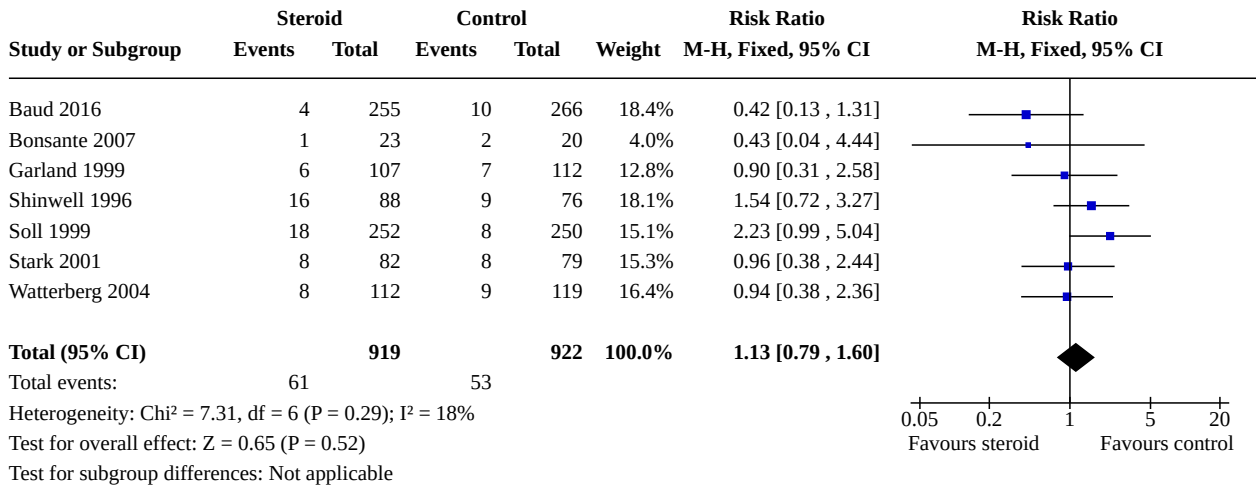 Steroid Control Risk Ratio Risk Ratio
Study or Subgroup Events Total Events Total Weight M-H, Fixed, 95% CI M-H, Fixed, 95% CI
Baud 2016 4 255 10 266 18.4% 0.42 [0.13 , 1.31]
Bonsante 2007 1 23 2 20 4.0% 0.43 [0.04 , 4.44]
Garland 1999 6 107 7 112 12.8% 0.90 [0.31 , 2.58]
Shinwell 1996 16 88 9 76 18.1% 1.54 [0.72 , 3.27]
Soll 1999 18 252 8 250 15.1% 2.23 [0.99 , 5.04]
Stark 2001 8 82 8 79 15.3% 0.96 [0.38 , 2.44]
Watterberg 2004 8 112 9 119 16.4% 0.94 [0.38 , 2.36]
Total (95% CI) 919 922 100.0% 1.13 [0.79 , 1.60]
Total events: 61 53
Heterogeneity: Chi² = 7.31, df = 6 (P = 0.29); I² = 18%
0.05 0.2 1 5 20
Test for overall effect: Z = 0.65 (P = 0.52)
Favours steroid Favours control
Test for subgroup differences: Not applicable